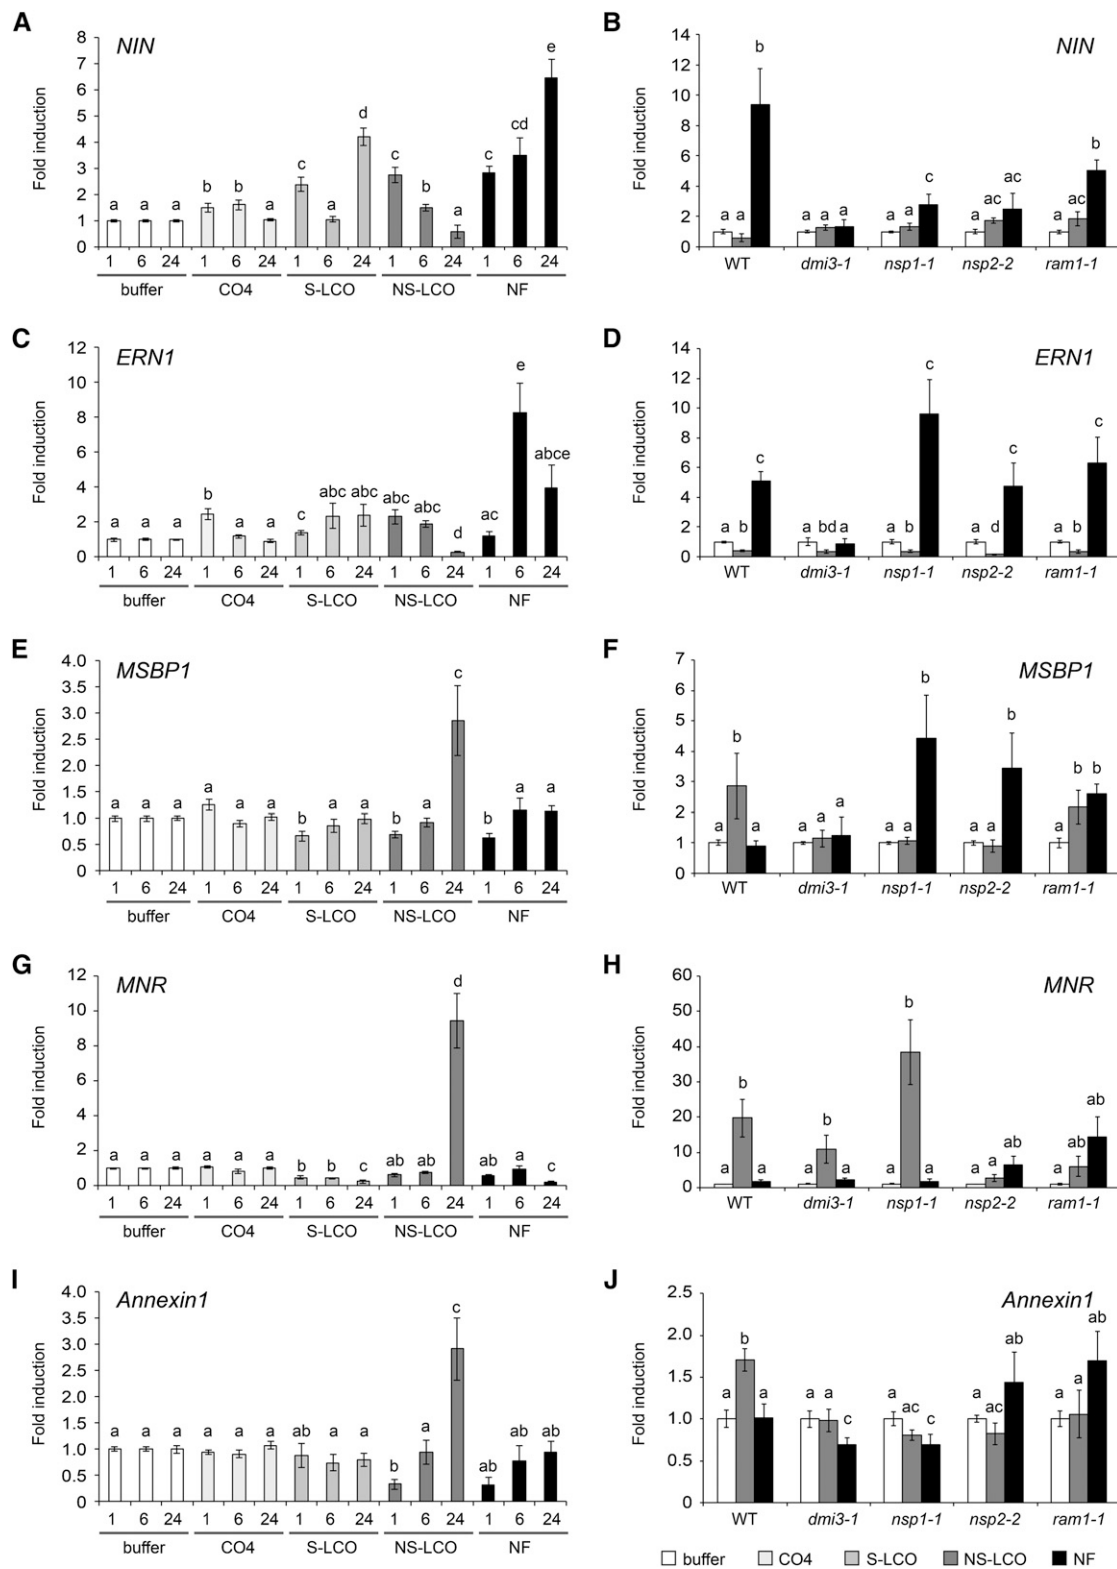 A
NIN
8
7
6
5
4
3
2
1
0
Fold induction
a a a b b a c a d c b a c cd e
1 6 24 1 6 24 1 6 24 1 6 24 1 6 24
buffer CO4 S-LCO NS-LCO NF
B
NIN
14
12
10
8
6
4
2
0
Fold induction
a a b a a a a a c a ac ac a ac b
WT dmi3-1 nsp1-1 nsp2-2 ram1-1
C
ERN1
12
10
8
6
4
2
0
Fold induction
a a a b a a c abc abc abc abc d ac e abce
1 6 24 1 6 24 1 6 24 1 6 24 1 6 24
buffer CO4 S-LCO NS-LCO NF
D
ERN1
14
12
10
8
6
4
2
0
Fold induction
a b c a bd a a b c a d c a b c
WT dmi3-1 nsp1-1 nsp2-2 ram1-1
E
MSBP1
4.0
3.5
3.0
2.5
2.0
1.5
1.0
0.5
0
Fold induction
a a a a a a b a a b a c b a a
1 6 24 1 6 24 1 6 24 1 6 24 1 6 24
buffer CO4 S-LCO NS-LCO NF
F
MSBP1
7
6
5
4
3
2
1
0
Fold induction
a b a a a a a a b a a b a b b
WT dmi3-1 nsp1-1 nsp2-2 ram1-1
G
MNR
12
10
8
6
4
2
0
Fold induction
a a a a a a b b c ab ab d ab a c
1 6 24 1 6 24 1 6 24 1 6 24 1 6 24
buffer CO4 S-LCO NS-LCO NF
H
MNR
60
50
40
30
20
10
0
Fold induction
a b a a b a a b a a a ab a ab ab
WT dmi3-1 nsp1-1 nsp2-2 ram1-1
I
Annexin1
4.0
3.5
3.0
2.5
2.0
1.5
1.0
0.5
0
Fold induction
a a a a a a ab a a b a c ab ab ab
1 6 24 1 6 24 1 6 24 1 6 24 1 6 24
buffer CO4 S-LCO NS-LCO NF
J
Annexin1
2.5
2.0
1.5
1.0
0.5
0
Fold induction
a b a a a c a ac c a ac ab a a ab
WT dmi3-1 nsp1-1 nsp2-2 ram1-1
buffer CO4 S-LCO NS-LCO NF